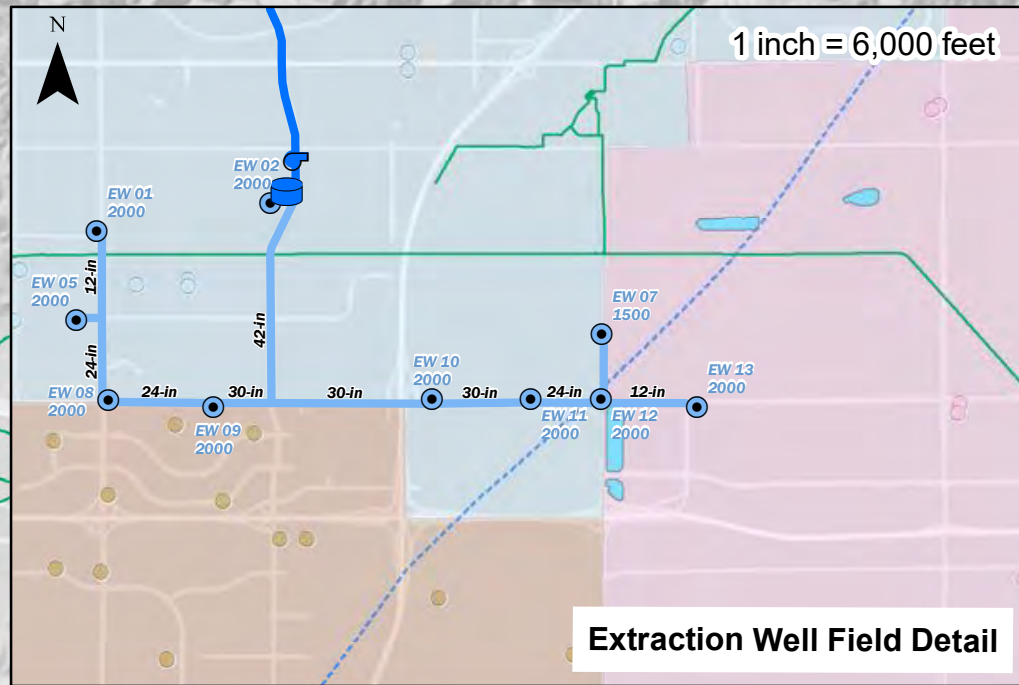 N
1 inch = 6,000 feet
EW 02
2000
EW 01
2000
12-in
EW 05
2000
24-in
42-in
EW 07
1500
EW 08
2000
24-in
30-in
30-in
EW 10
2000
30-in
24-in
12-in
EW 13
2000
EW 09
2000
EW 11
2000
EW 12
2000
Extraction Well Field Detail